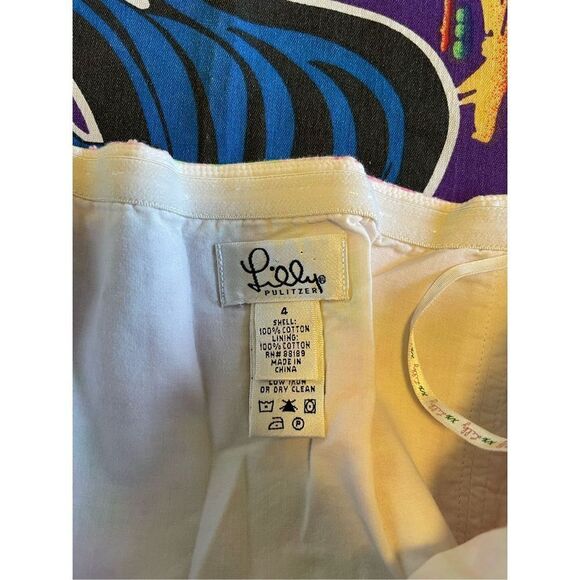 Lilly®
PULITZER
4
SHELL:
100% COTTON
LINING:
100% COTTON
RN# 88189
MADE IN
CHINA
LOW IRON
OR DRY CLEAN
P